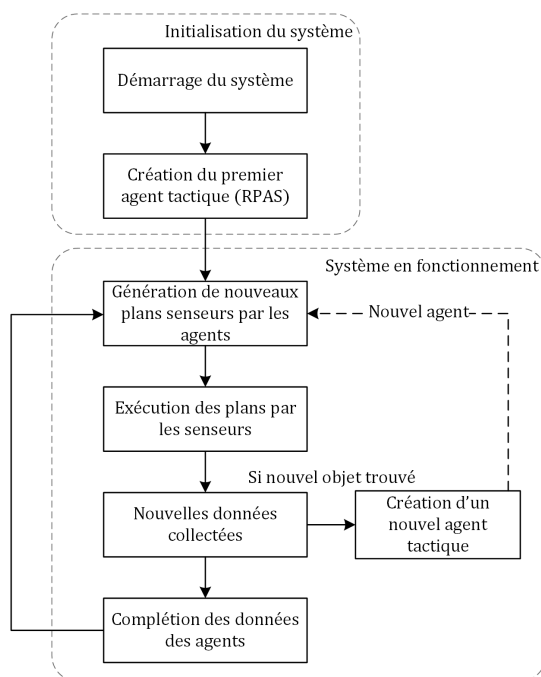 Initialisation du système
Démarrage du système
Création du premier
agent tactique (RPAS)
Système en fonctionnement
Génération de nouveaux
plans senseurs par les
agents
Nouvel agent
Exécution des plans par
les senseurs
Si nouvel objet trouvé
Nouvelles données
collectées
Création d’un
nouvel agent
tactique
Complétion des données
des agents